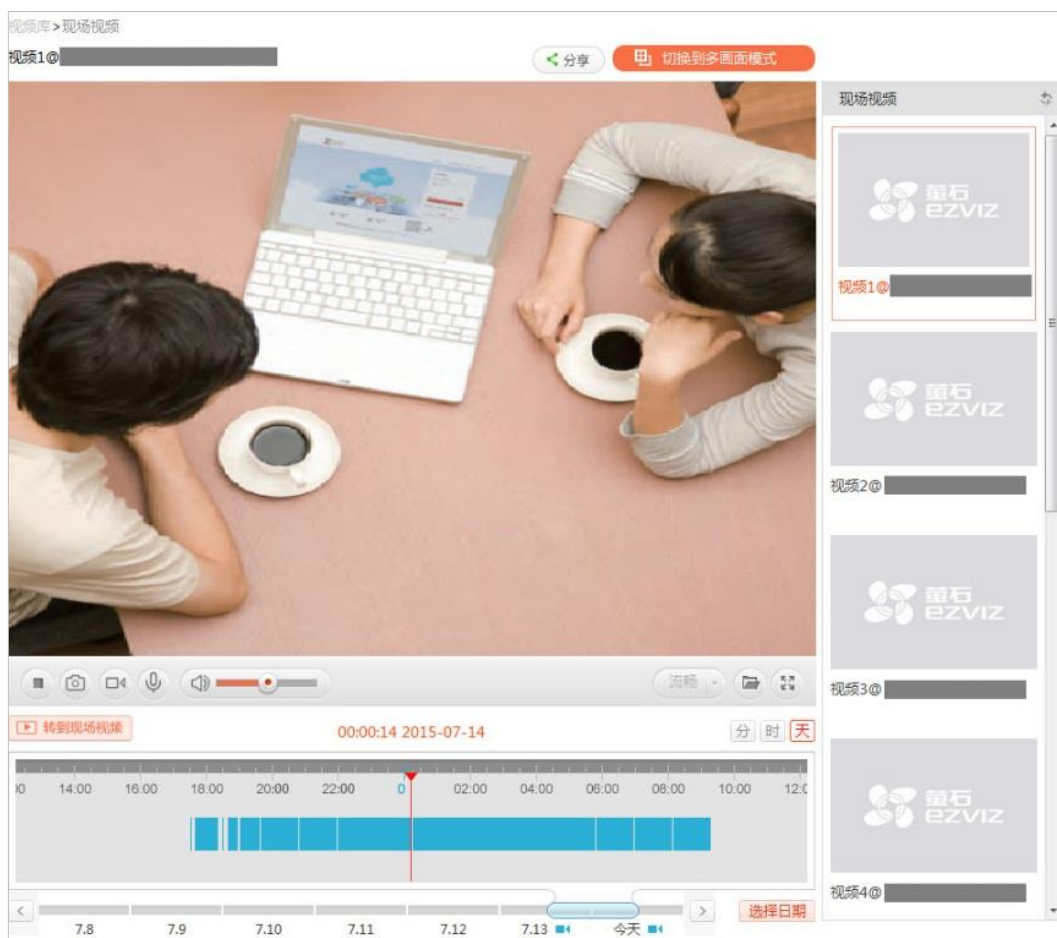 视频库>现场视频
视频1@
分享
切换到多画面模式
现场视频
萤石
ezviz
视频1@
萤石
ezviz
视频2@
萤石
ezviz
视频3@
萤石
ezviz
视频4@
流畅
转到现场视频
00:00:14 2015-07-14
分 时 天
14:00 16:00 18:00 20:00 22:00 0 02:00 04:00 06:00 08:00 10:00
7.8 7.9 7.10 7.11 7.12 7.13 今天
选择日期